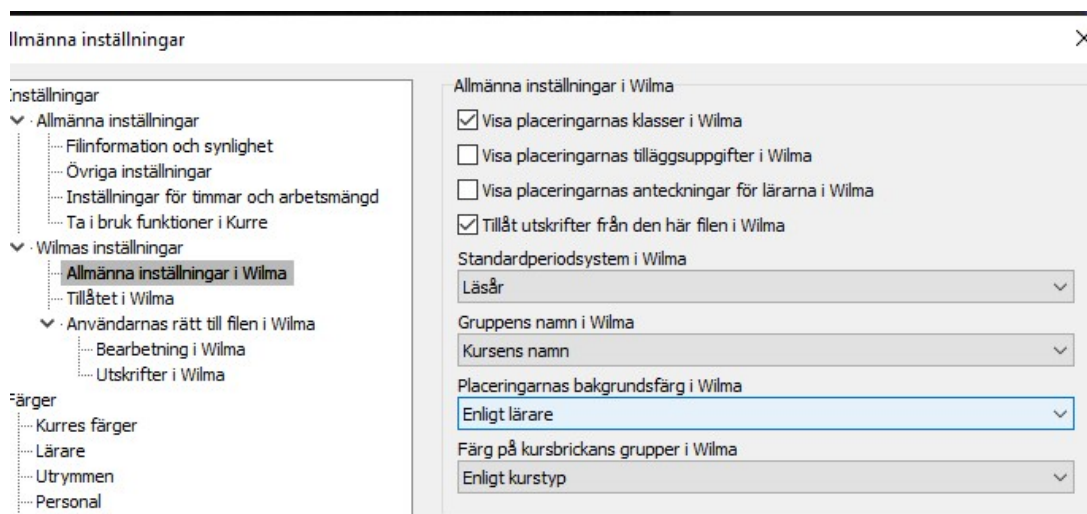 llmänna inställningar
Inställningar
Allmänna inställningar
Filinformation och synlighet
Övriga inställningar
Inställningar för timmar och arbetsmängd
Ta i bruk funktioner i Kurre
Wilmas inställningar
Allmänna inställningar i Wilma
Tillåtet i Wilma
Användarnas rätt till filen i Wilma
Bearbetning i Wilma
Utskrifter i Wilma
Färger
Kurres färger
Lärare
Utrymmen
Personal
Allmänna inställningar i Wilma
Visa placeringarnas klasser i Wilma
Visa placeringarnas tilläggsuppgifter i Wilma
Visa placeringarnas anteckningar för lärarna i Wilma
Tillåt utskrifter från den här filen i Wilma
Standardperiodsystem i Wilma
Läsår
Gruppens namn i Wilma
Kursens namn
Placeringarnas bakgrundsfärg i Wilma
Enligt lärare
Färg på kursbrickans grupper i Wilma
Enligt kurstyp